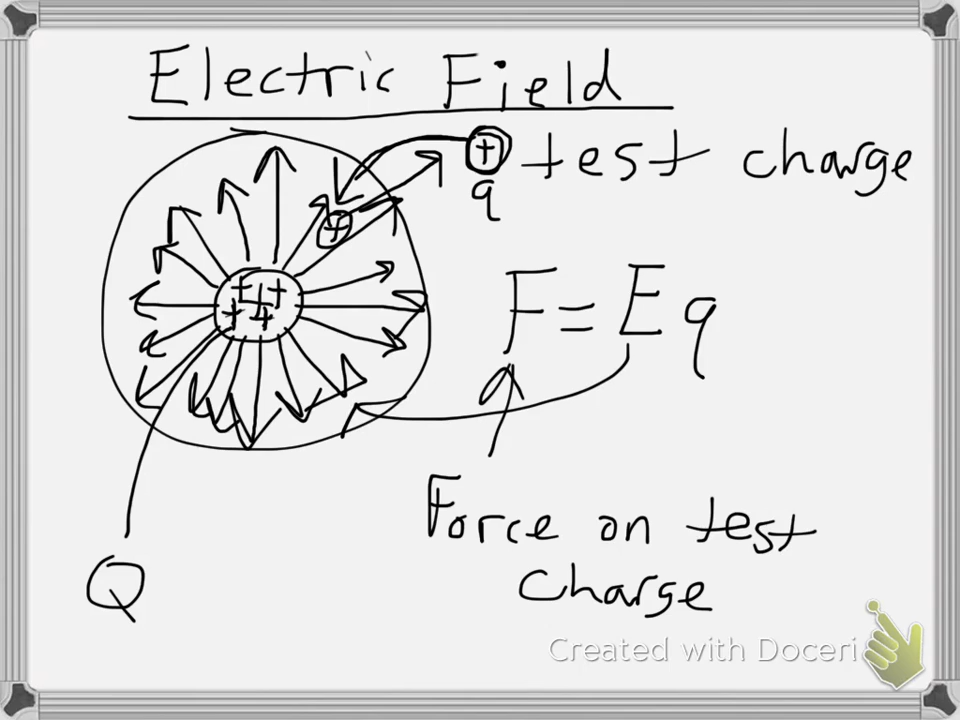 Electric Field
+ test charge
q
+
+ + + + +
F = Eq
Force on test
charge
Q
Created with Doceri